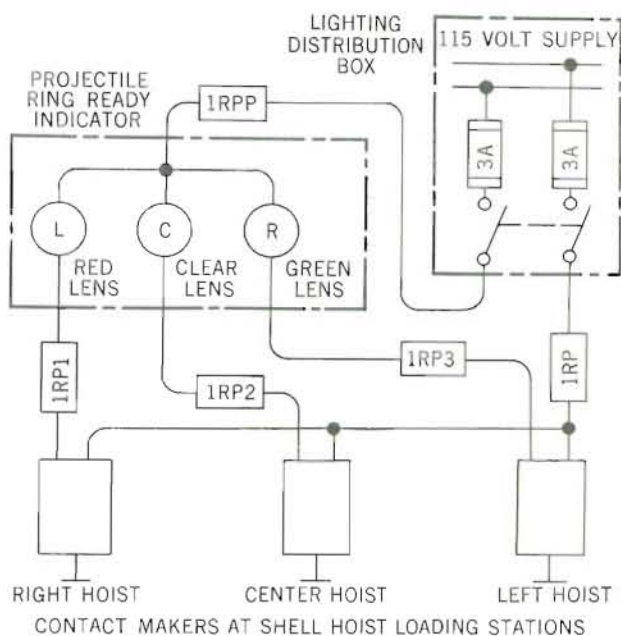 LIGHTING
DISTRIBUTION
BOX
115 VOLT SUPPLY
PROJECTILE
RING READY
INDICATOR
1RPP
3A
3A
L
C
R
RED
LENS
CLEAR
LENS
GREEN
LENS
1RP1
1RP2
1RP3
1RP
RIGHT HOIST
CENTER HOIST
LEFT HOIST
CONTACT MAKERS AT SHELL HOIST LOADING STATIONS